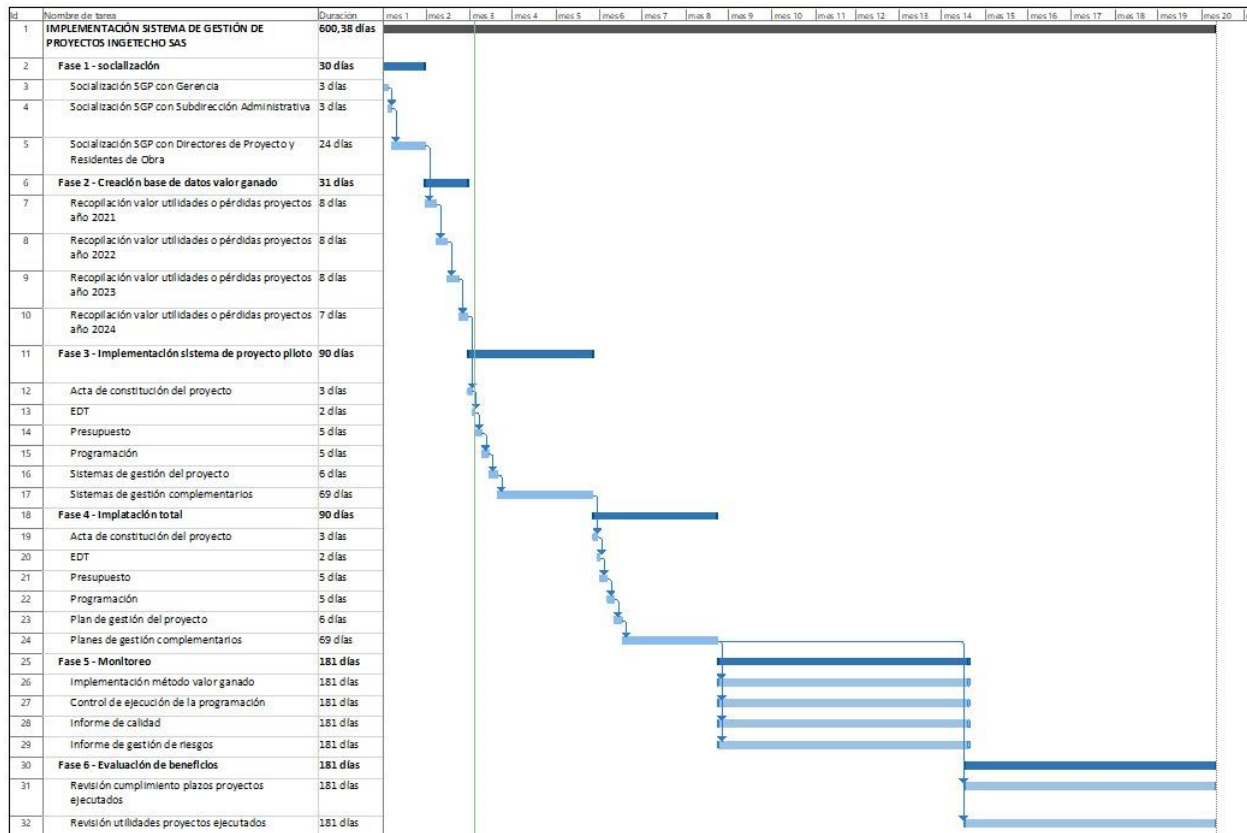 Id Nombre de tarea Duración mes 1 mes 2 mes 3 mes 4 mes 5 mes 6 mes 7 mes 8 mes 9 mes 10 mes 11 mes 12 mes 13 mes 14 mes 15 mes 16 mes 17 mes 18 mes 19 mes 20
1 IMPLEMENTACIÓN SISTEMA DE GESTIÓN DE 600,38 días
PROYECTOS INGETECHO SAS
2 Fase 1 - socialización 30 días
3 Socialización SGP con Gerencia 3 días
4 Socialización SGP con Subdirección Administrativa 3 días
5 Socialización SGP con Directores de Proyecto y 24 días
Residentes de Obra
6 Fase 2 - Creación base de datos valor ganado 31 días
7 Recopilación valor utilidades o pérdidas proyectos 8 días
año 2021
8 Recopilación valor utilidades o pérdidas proyectos 8 días
año 2022
9 Recopilación valor utilidades o pérdidas proyectos 8 días
año 2023
10 Recopilación valor utilidades o pérdidas proyectos 7 días
año 2024
11 Fase 3 - Implementación sistema de proyecto piloto 90 días
12 Acta de constitución del proyecto 3 días
13 EDT 2 días
14 Presupuesto 5 días
15 Programación 5 días
16 Sistemas de gestión del proyecto 6 días
17 Sistemas de gestión complementarios 69 días
18 Fase 4 - Implatación total 90 días
19 Acta de constitución del proyecto 3 días
20 EDT 2 días
21 Presupuesto 5 días
22 Programación 5 días
23 Plan de gestión del proyecto 6 días
24 Planes de gestión complementarios 69 días
25 Fase 5 - Monitoreo 181 días
26 Implementación método valor ganado 181 días
27 Control de ejecución de la programación 181 días
28 Informe de calidad 181 días
29 Informe de gestión de riesgos 181 días
30 Fase 6 - Evaluación de beneficios 181 días
31 Revisión cumplimiento plazos proyectos 181 días
ejecutados
32 Revisión utilidades proyectos ejecutados 181 días